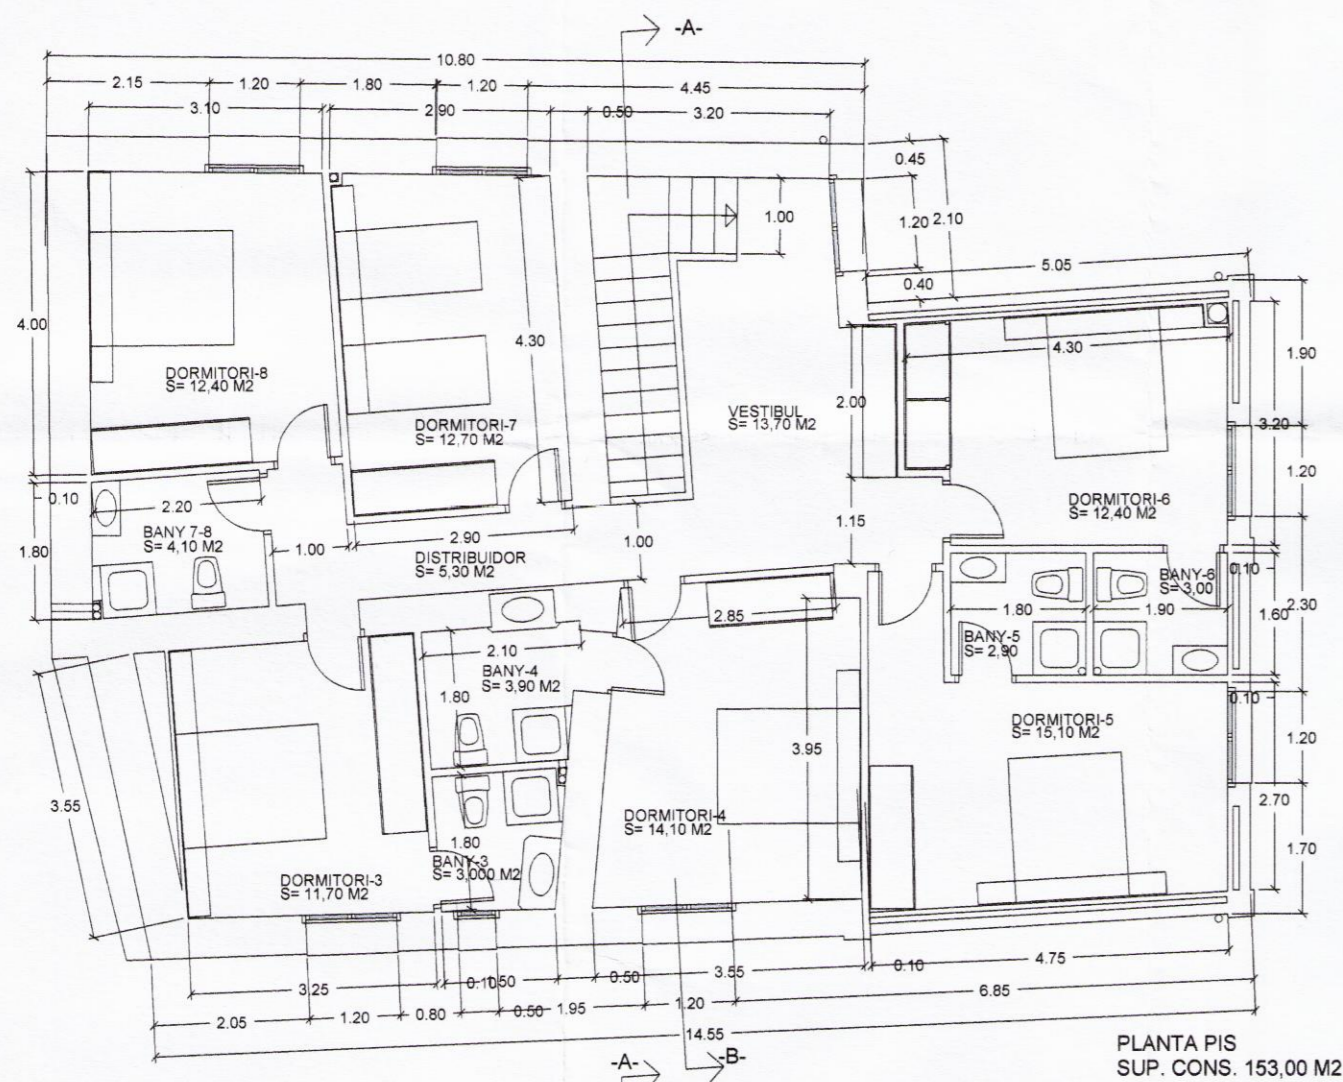 -A-
10.80
2.15 1.20 1.80 1.20 4.45
3.10 2.90 0.50 3.20
0.45
1.00
1.20 2.10
5.05
0.40
4.00
4.30
4.30
1.90
DORMITORI-8
S= 12,40 M2
2.00
VESTIBUL
S= 13,70 M2
DORMITORI-7
S= 12,70 M2
3.20
1.20
0.10
2.20
DORMITORI-6
S= 12,40 M2
BANY 7-8
S= 4,10 M2
1.15
2.90
1.00
1.80
1.00
DISTRIBUIDOR
S= 5,30 M2
0.10
BANY-6
S= 3,00
1.80 1.90
2.30
1.60
2.85
2.10
BANY-5
S= 2,90
BANY-4
S= 3,90 M2
1.80
0.10
DORMITORI-5
S= 15,10 M2
3.95
1.20
3.55
2.70
DORMITORI-4
S= 14,10 M2
1.80
1.70
BANY-3
S= 3,000 M2
DORMITORI-3
S= 11,70 M2
3.25 0.10 0.50 3.55 0.10 4.75
1.50
2.05 1.20 0.80 0.50 1.95 1.20 6.85
14.55
-A-
-B-
PLANTA PIS
SUP. CONS. 153,00 M2